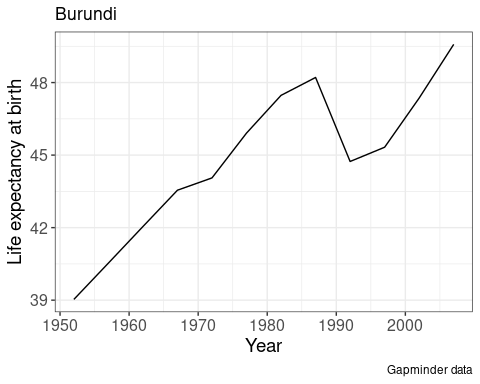 Burundi
Life expectancy at birth
48
45
42
39
1950 1960 1970 1980 1990 2000
Year
Gapminder data